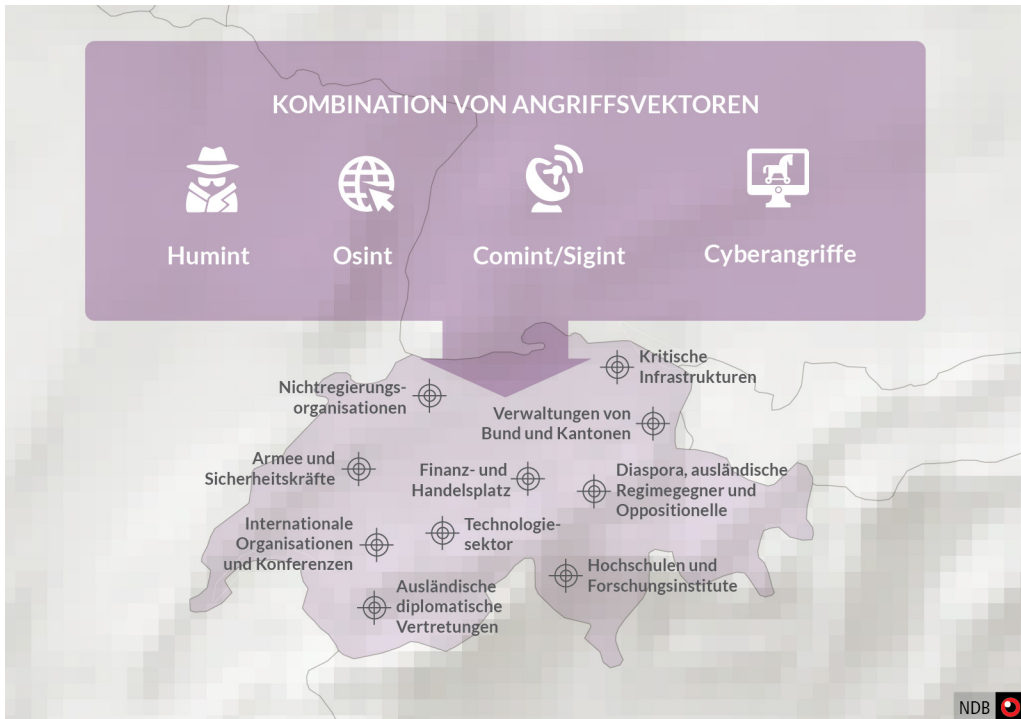 KOMBINATION VON ANGRIFFSVEKTOREN
Humint
Osint
Comint/Sigint
Cyberangriffe
Kritische
Infrastrukturen
Nichtregierungs-
organisationen
Verwaltungen von
Bund und Kantonen
Armee und
Sicherheitskräfte
Finanz- und
Handelsplatz
Diaspora, ausländische
Regimegegner und
Oppositionelle
Internationale
Organisationen
und Konferenzen
Technologie-
sektor
Hochschulen und
Forschungsinstitute
Ausländische
diplomatische
Vertretungen
NDB